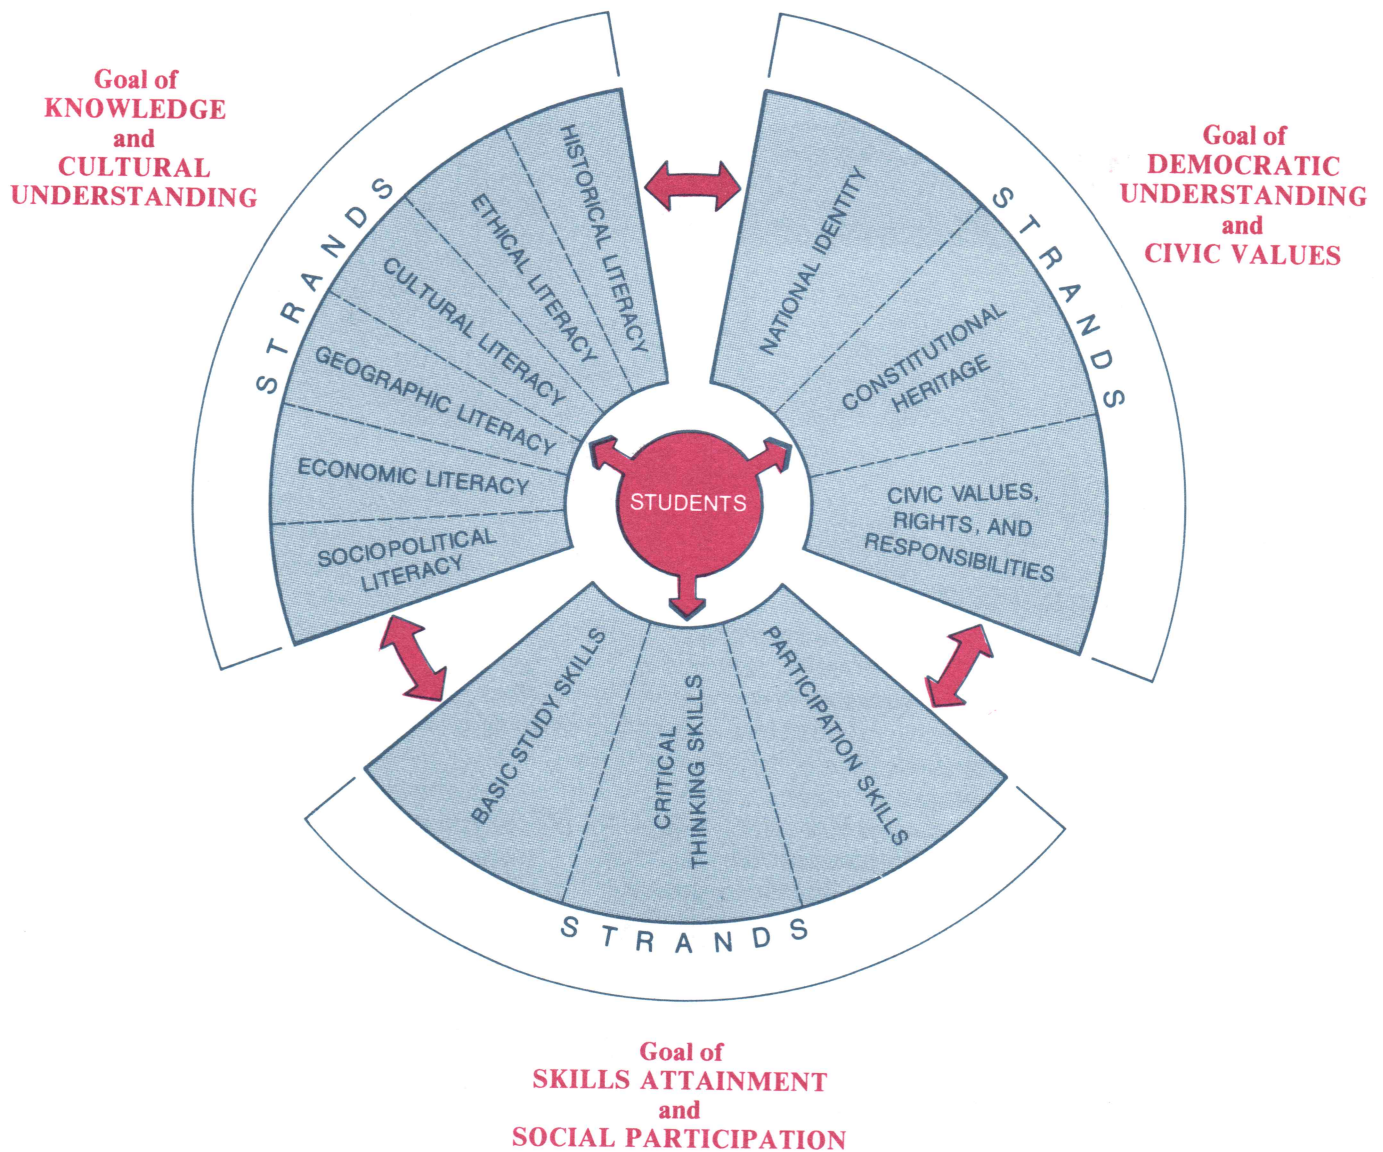 Goal of
KNOWLEDGE
and
CULTURAL
UNDERSTANDING
STRANDS
HISTORICAL LITERACY
ETHICAL LITERACY
CULTURAL LITERACY
GEOGRAPHIC LITERACY
ECONOMIC LITERACY
SOCIOPOLITICAL
LITERACY
Goal of
DEMOCRATIC
UNDERSTANDING
and
CIVIC VALUES
STRANDS
NATIONAL IDENTITY
CONSTITUTIONAL
HERITAGE
CIVIC VALUES,
RIGHTS, AND
RESPONSIBILITIES
STUDENTS
BASIC STUDY SKILLS
CRITICAL
THINKING SKILLS
PARTICIPATION SKILLS
STRANDS
Goal of
SKILLS ATTAINMENT
and
SOCIAL PARTICIPATION